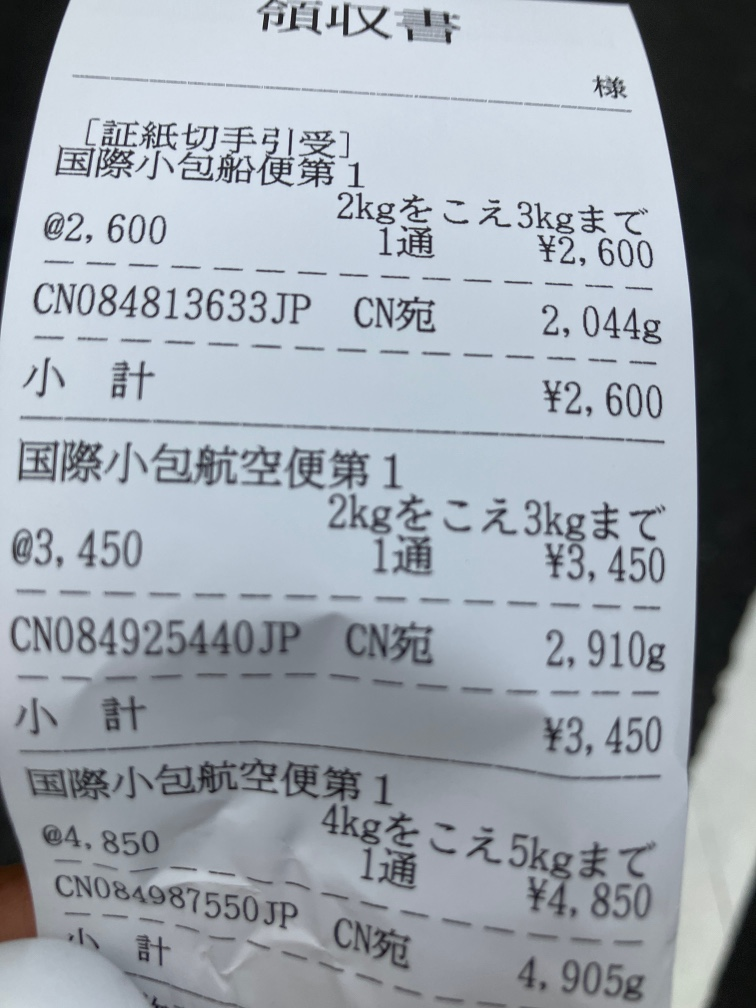 領収書
様
[証紙切手引受]
国際小包船便第1
2kgをこえ3kgまで
@2,600 1通 ¥2,600
CN084813633JP CN宛 2,044g
小 計 ¥2,600
国際小包航空便第1
2kgをこえ3kgまで
@3,450 1通 ¥3,450
CN084925440JP CN宛 2,910g
小 計 ¥3,450
国際小包航空便第1
4kgをこえ5kgまで
@4,850 1通 ¥4,850
CN084987550JP CN宛 4,905g
小 計